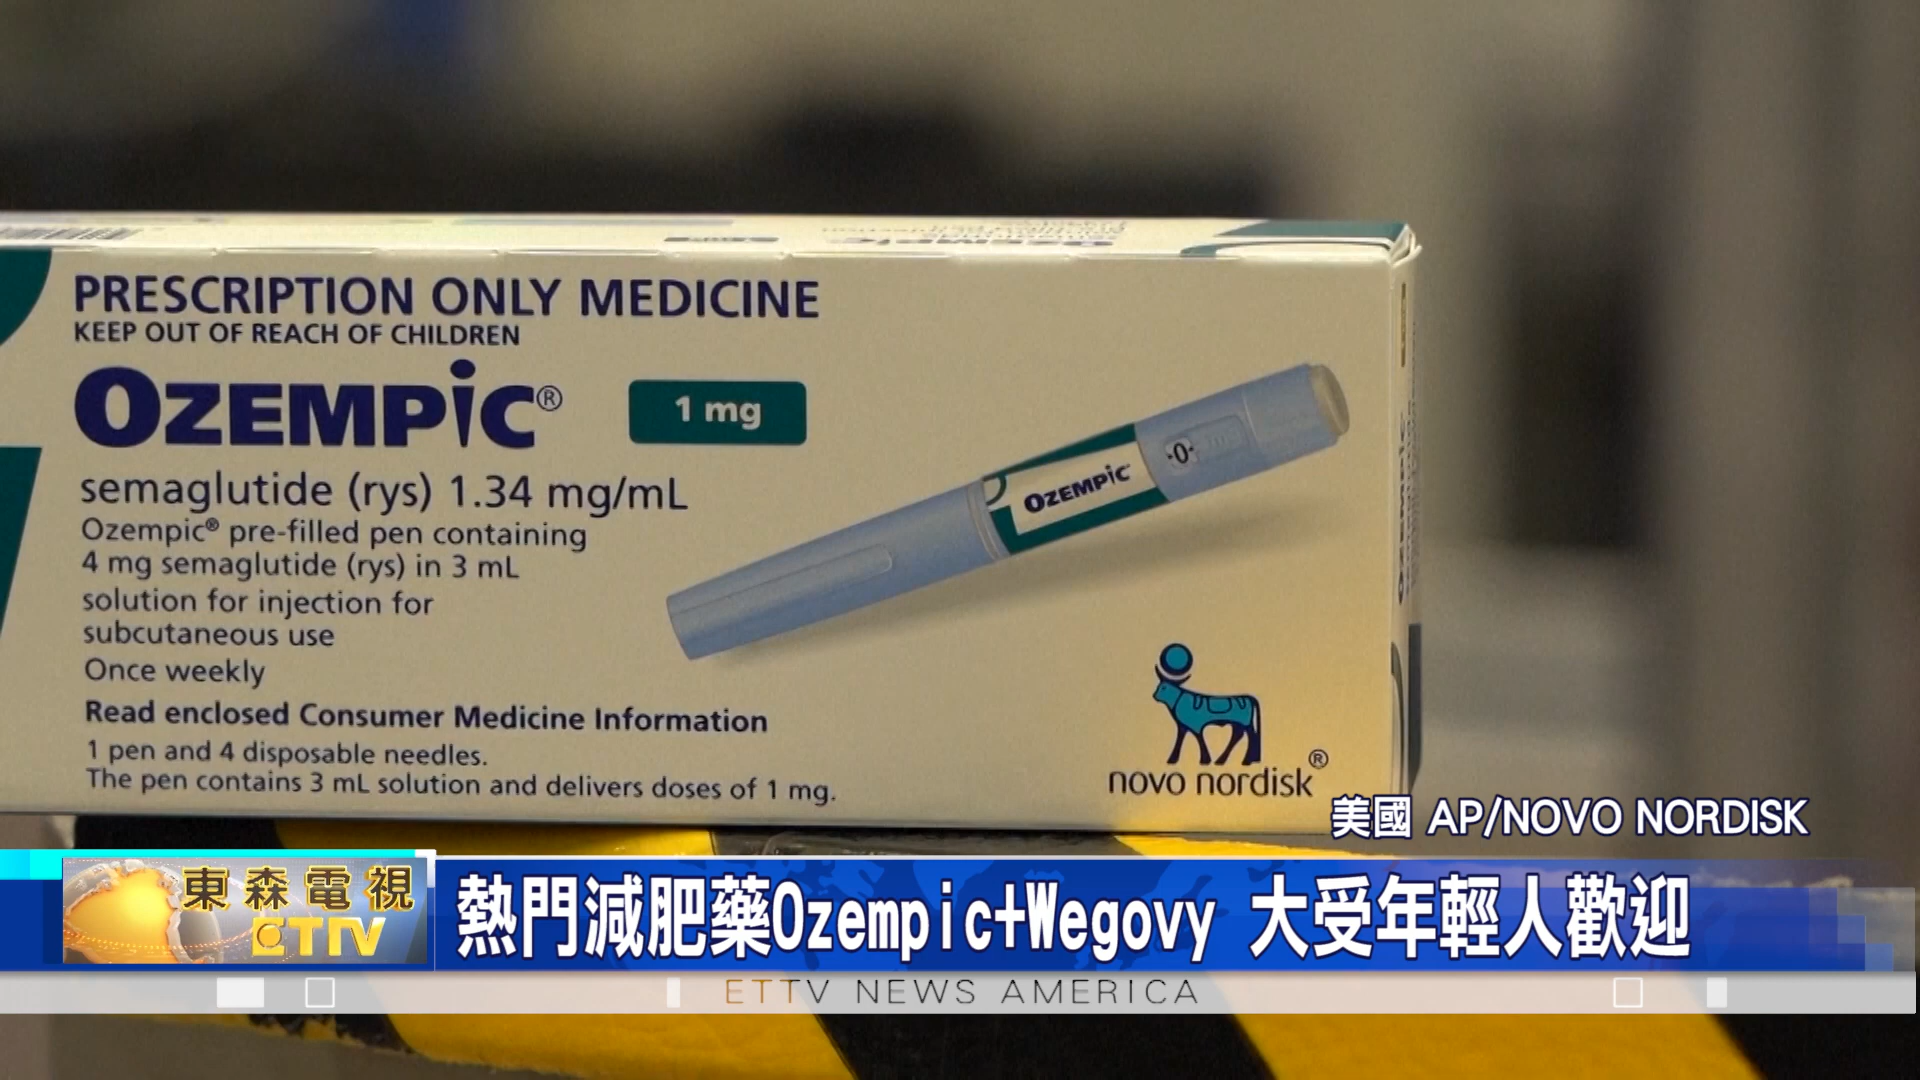 PRESCRIPTION ONLY MEDICINE
KEEP OUT OF REACH OF CHILDREN
OZEMPIC®
1 mg
semaglutide (rys) 1.34 mg/mL
Ozempic® pre-filled pen containing
4 mg semaglutide (rys) in 3 mL
solution for injection for
subcutaneous use
Once weekly
Read enclosed Consumer Medicine Information
1 pen and 4 disposable needles.
The pen contains 3 mL solution and delivers doses of 1 mg.
OZEMPIC
0
novo nordisk®
美國 AP/NOVO NORDISK
東森電視
ETTV
熱門減肥藥Ozempic+Wegovy 大受年輕人歡迎
ETTV NEWS AMERICA